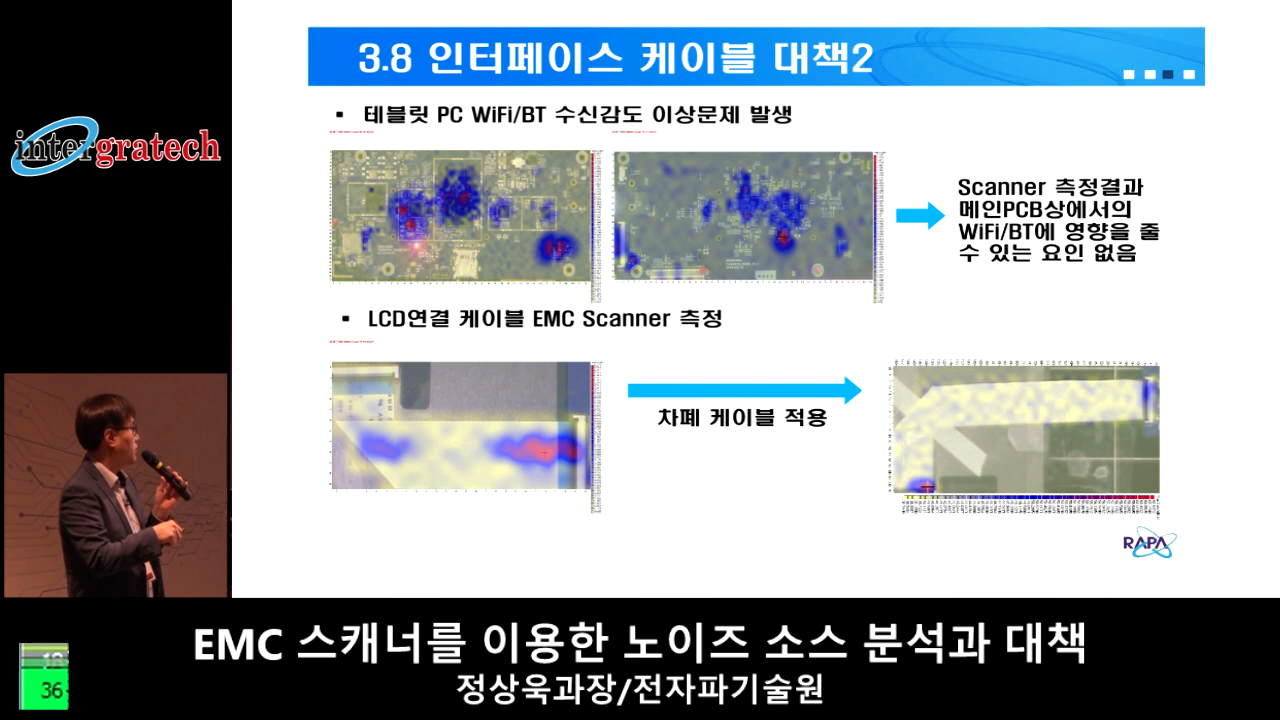 3.8 인터페이스 케이블 대책2
intergratech
▪ 테블릿 PC WiFi/BT 수신감도 이상문제 발생
Scanner 측정결과
메인PCB상에서의
WiFi/BT에 영향을 줄
수 있는 요인 없음
▪ LCD연결 케이블 EMC Scanner 측정
차폐 케이블 적용
RAPA
EMC 스캐너를 이용한 노이즈 소스 분석과 대책
정상욱과장/전자파기술원
36